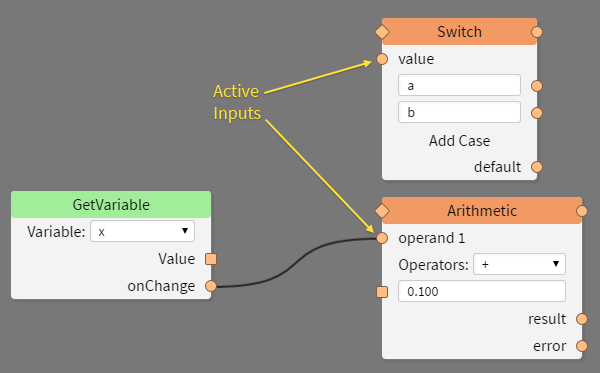 Switch
value
a
b
Add Case
default
Active
Inputs
GetVariable
Variable: x
Value
onChange
Arithmetic
operand 1
Operators: +
0.100
result
error